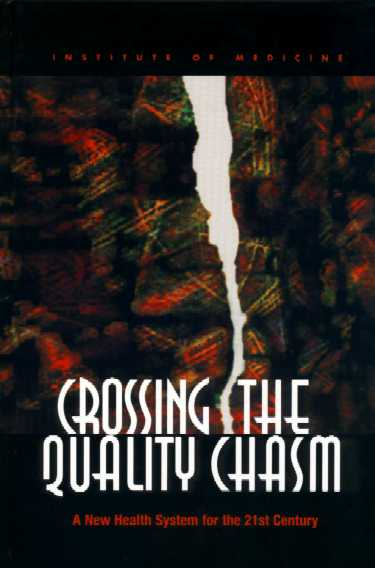 INSTITUTE OF MEDICINE
CROSSING THE
QUALITY CHASM
A New Health System for the 21st Century